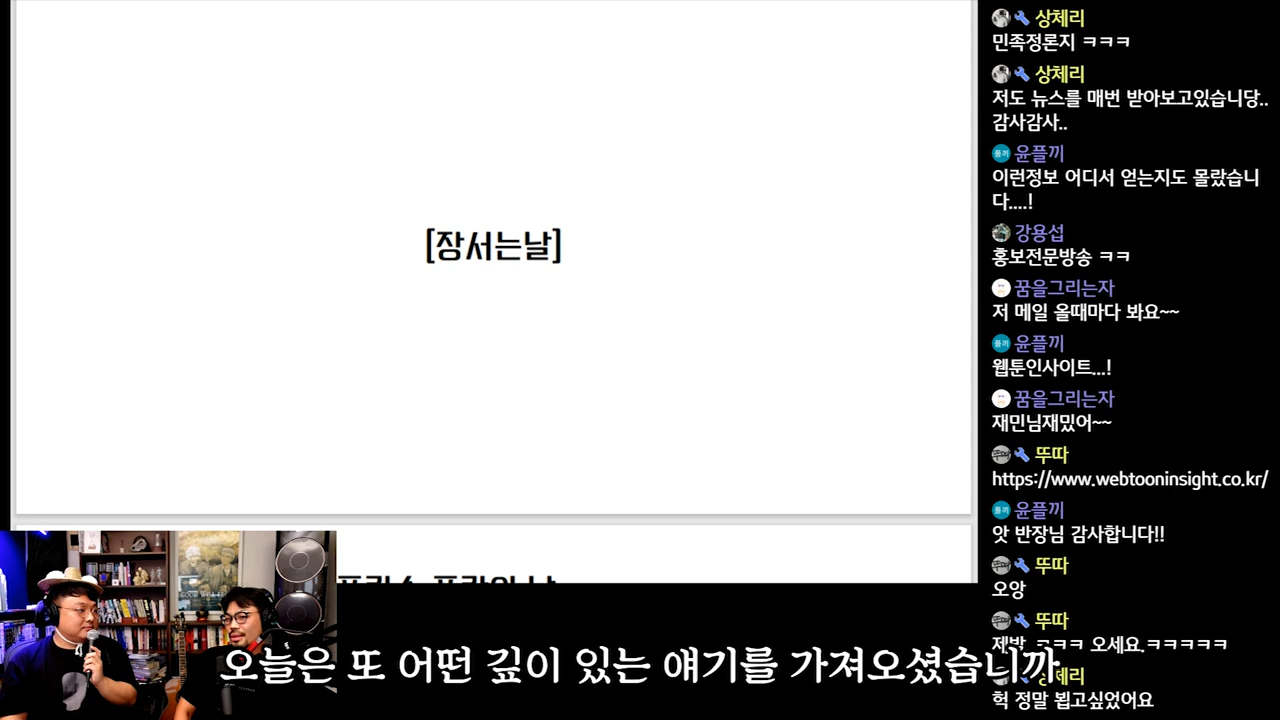 [장서는날]
오늘은 또 어떤 깊이 있는 얘기를 가져오셨습니까
상체리
민족정론지 ㅋㅋㅋ
상체리
저도 뉴스를 매번 받아보고있습니당..
감사감사..
윤플끼
이런정보 어디서 얻는지도 몰랐습니
다....!
강용섭
홍보전문방송 ㅋㅋ
꿈을그리는자
저 메일 올때마다 봐요~~
윤플끼
웹툰인사이트...!
꿈을그리는자
재민님재밌어~~
뚜따
https://www.webtooninsight.co.kr/
윤플끼
앗 반장님 감사합니다!!
뚜따
오앙
뚜따
제발 ㅋㅋㅋ 오세요.ㅋㅋㅋㅋㅋ
체리
헉 정말 뵙고싶었어요